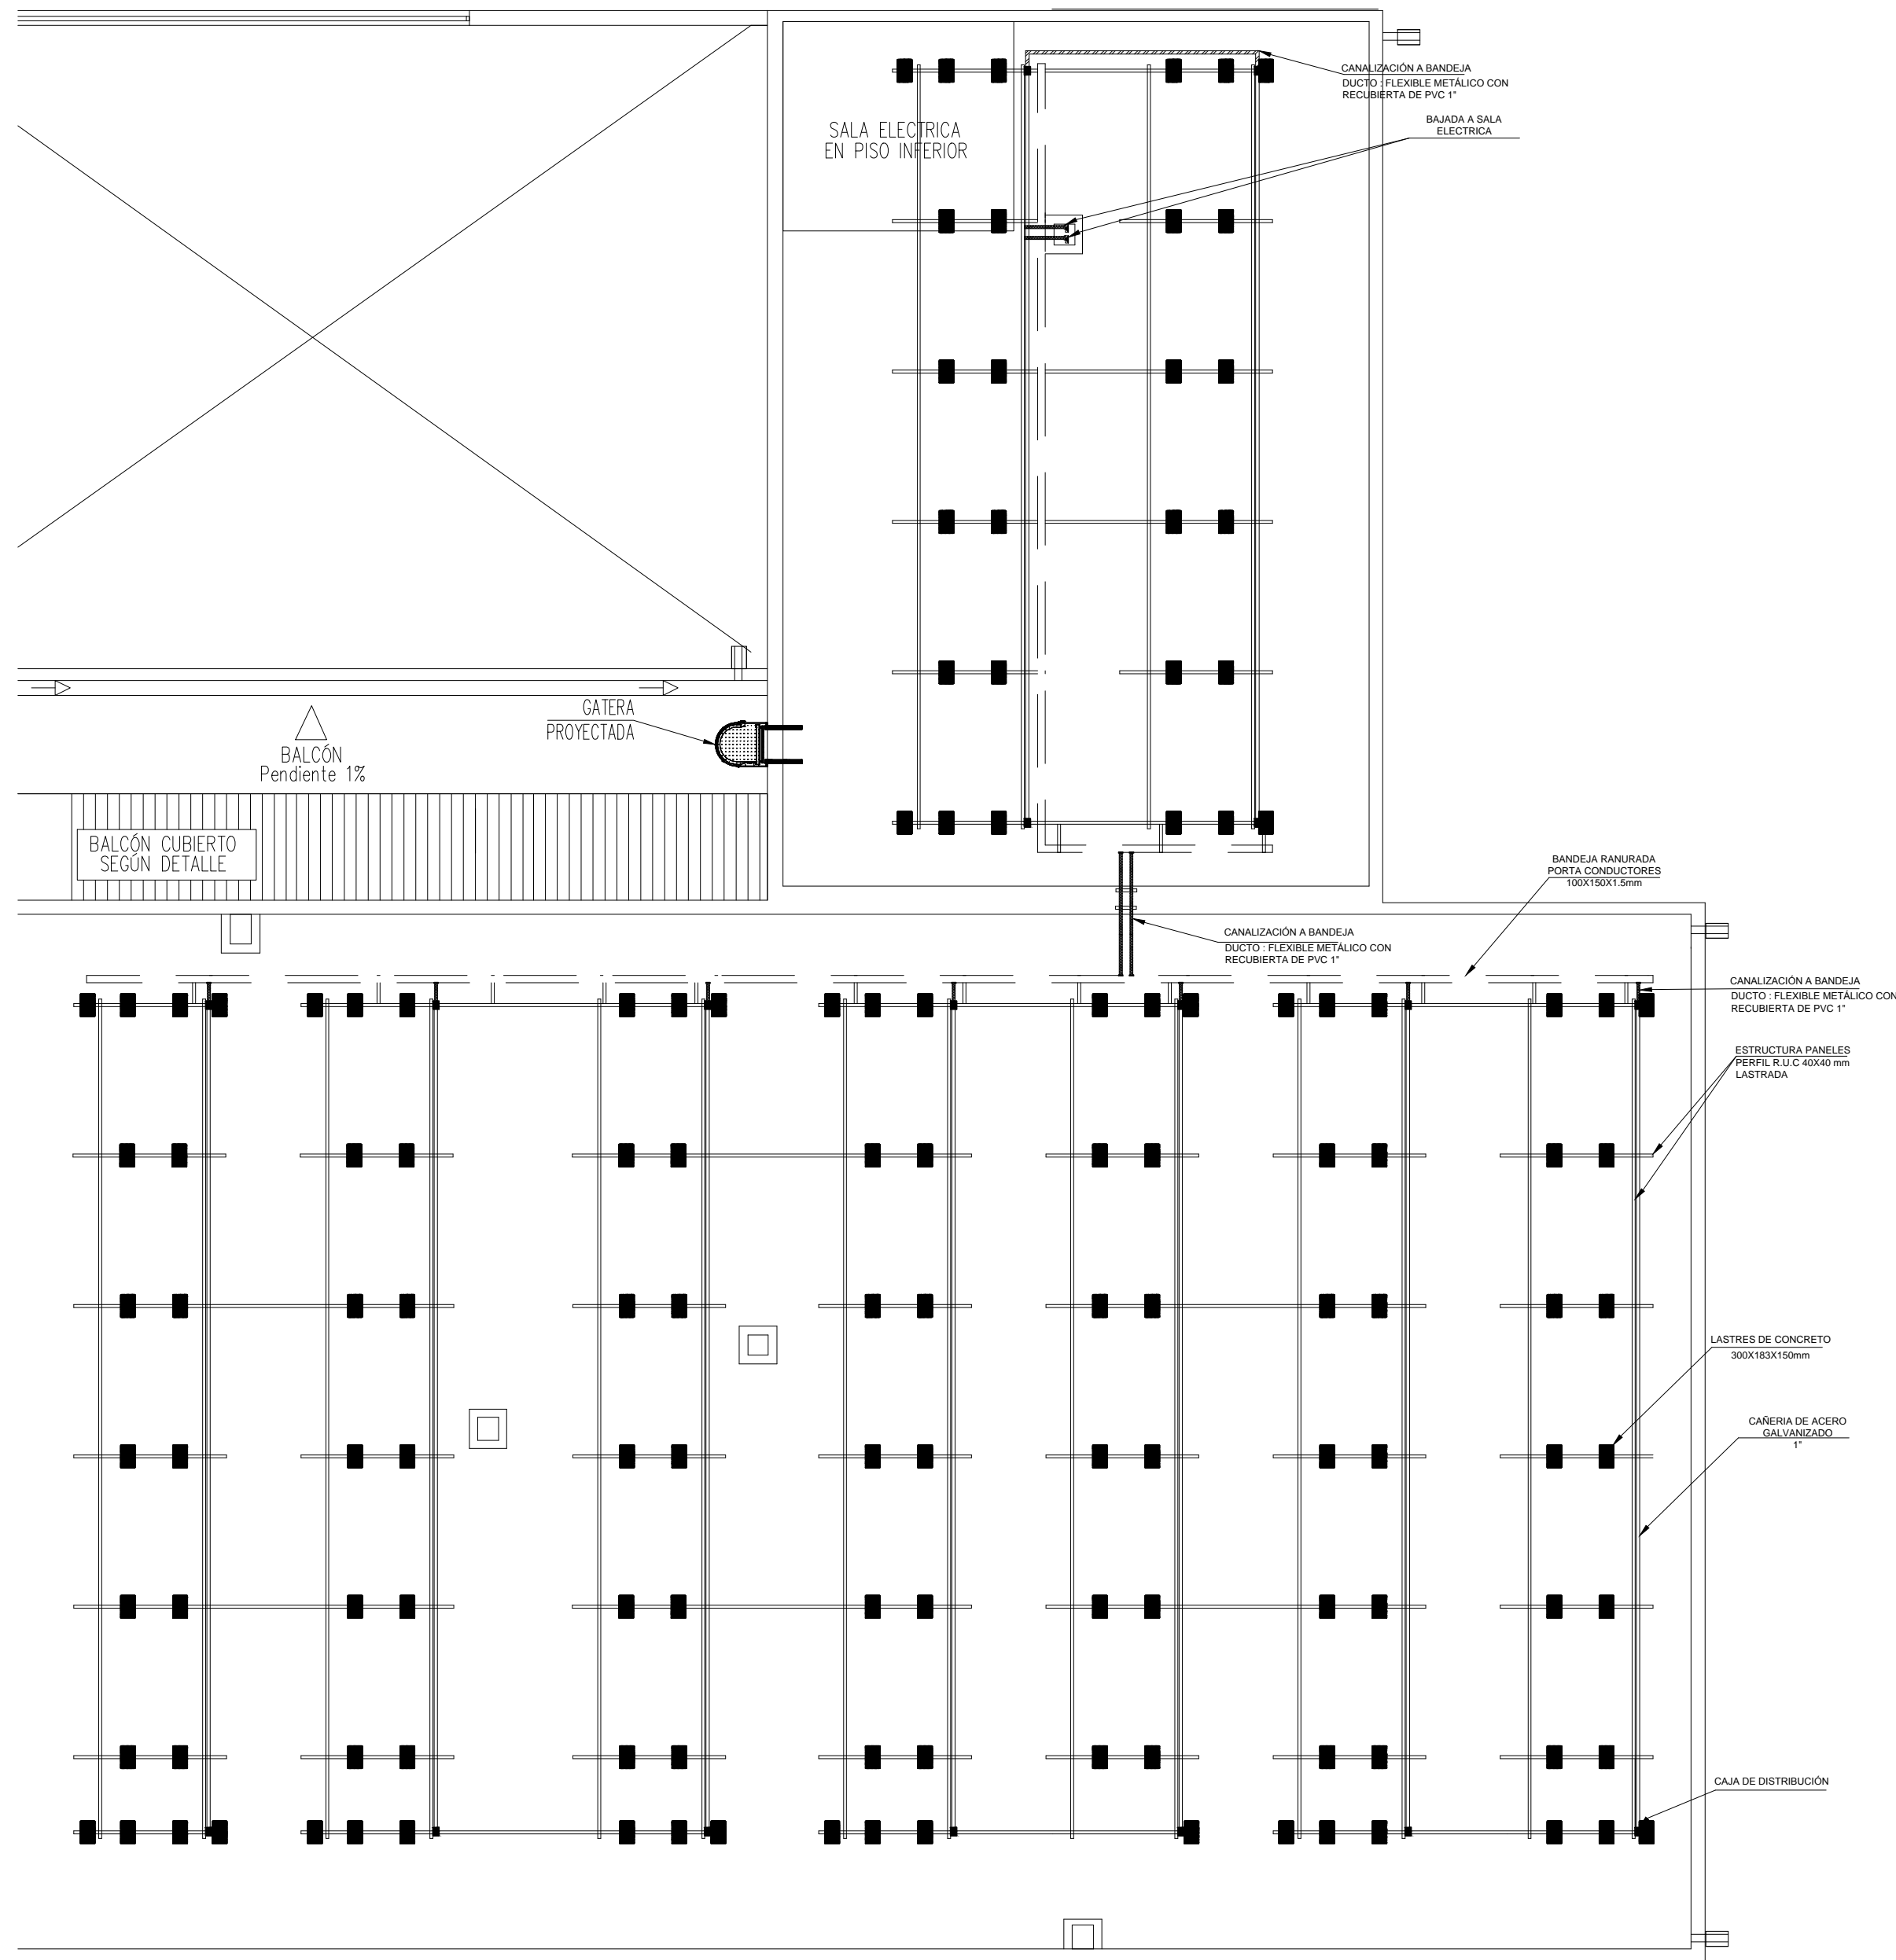 CANALIZACIÓN A BANDEJA
DUCTO : FLEXIBLE METÁLICO CON
RECUBIERTA DE PVC 1"
BAJADA A SALA
ELECTRICA
SALA ELECTRICA
EN PISO INFERIOR
GATERA
PROYECTADA
BALCÓN
Pendiente 1%
BALCÓN CUBIERTO
SEGÚN DETALLE
BANDEJA RANURADA
PORTA CONDUCTORES
100X150X1.5mm
CANALIZACIÓN A BANDEJA
DUCTO : FLEXIBLE METÁLICO CON
RECUBIERTA DE PVC 1"
CANALIZACIÓN A BANDEJA
DUCTO : FLEXIBLE METÁLICO CON
RECUBIERTA DE PVC 1"
ESTRUCTURA PANELES
PERFIL R.U.C 40X40 mm
LASTRADA
LASTRES DE CONCRETO
300X183X150mm
CAÑERIA DE ACERO
GALVANIZADO
1"
CAJA DE DISTRIBUCIÓN